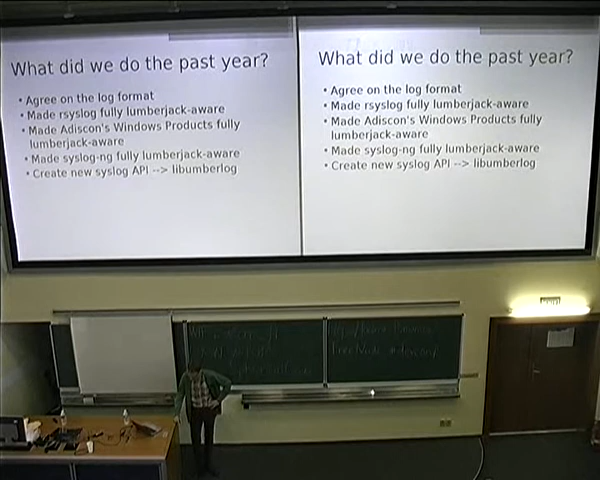 What did we do the past year?
• Agree on the log format
• Made rsyslog fully lumberjack-aware
• Made Adiscon's Windows Products fully
lumberjack-aware
• Made syslog-ng fully lumberjack-aware
• Create new syslog API --> libumberlog
What did we do the past year?
• Agree on the log format
• Made rsyslog fully lumberjack-aware
• Made Adiscon's Windows Products fully
lumberjack-aware
• Made syslog-ng fully lumberjack-aware
• Create new syslog API --> libumberlog